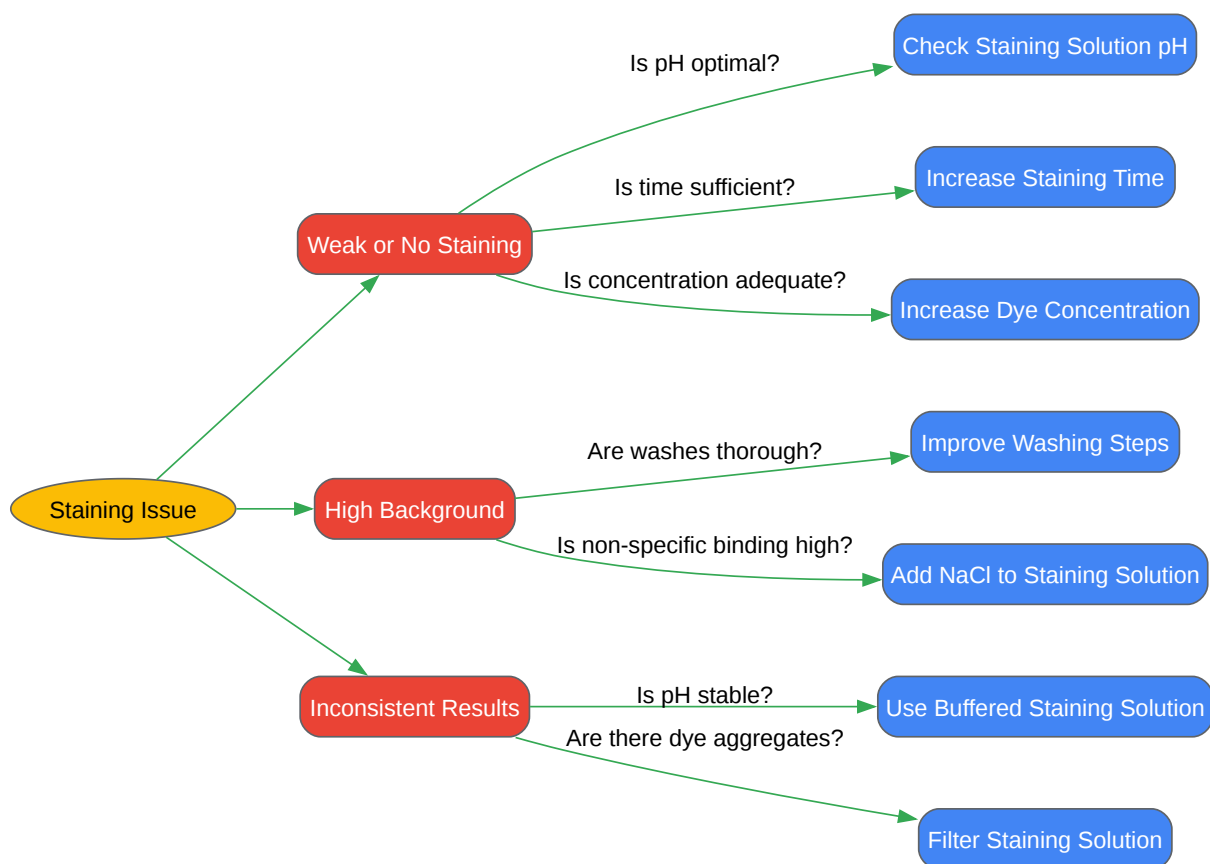 Staining Issue
Weak or No Staining
Is pH optimal?
Check Staining Solution pH
Is time sufficient?
Increase Staining Time
Is concentration adequate?
Increase Dye Concentration
High Background
Are washes thorough?
Improve Washing Steps
Is non-specific binding high?
Add NaCl to Staining Solution
Inconsistent Results
Is pH stable?
Use Buffered Staining Solution
Are there dye aggregates?
Filter Staining Solution